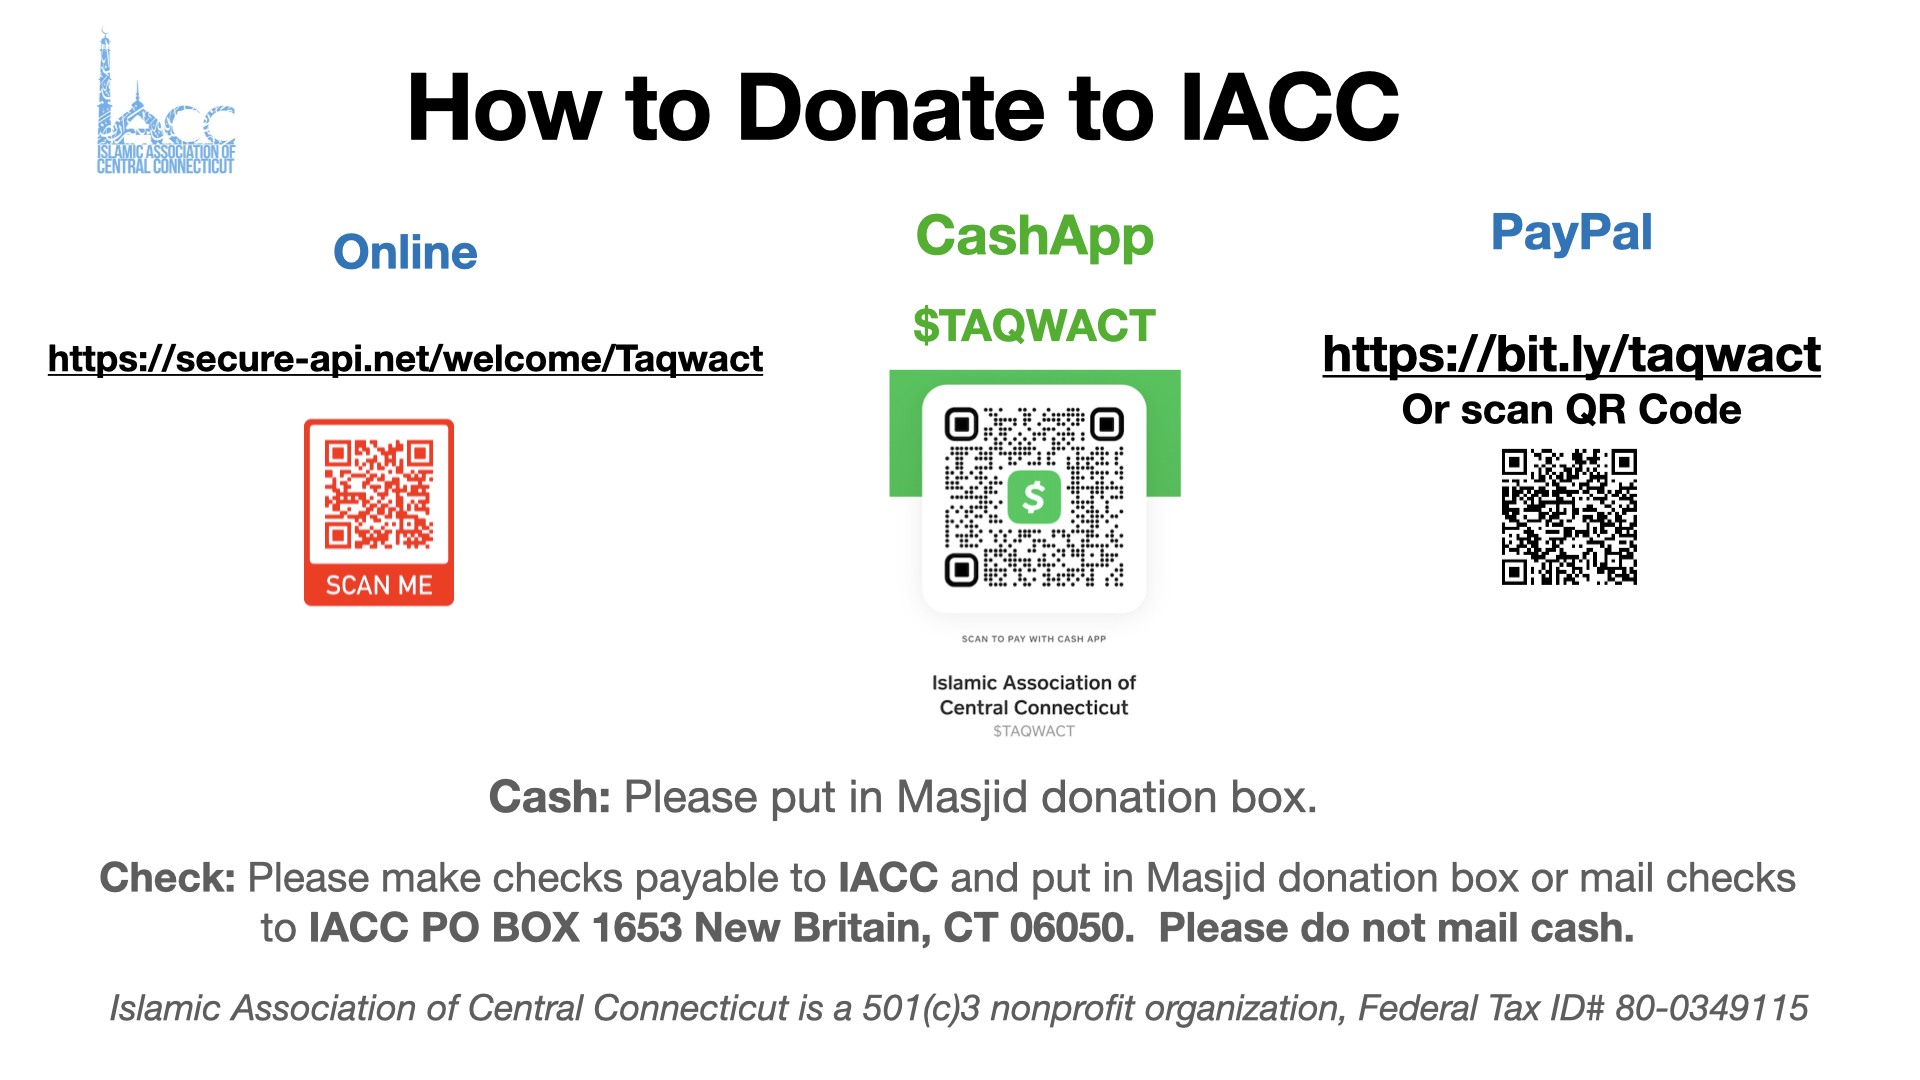 IACC
ISLAMIC ASSOCIATION OF
CENTRAL CONNECTICUT
How to Donate to IACC
Online
https://secure-api.net/welcome/Taqwact
SCAN ME
CashApp
$TAQWACT
$
SCAN TO PAY WITH CASH APP
Islamic Association of
Central Connecticut
$TAQWACT
PayPal
https://bit.ly/taqwact
Or scan QR Code
Cash: Please put in Masjid donation box.
Check: Please make checks payable to IACC and put in Masjid donation box or mail checks
to IACC PO BOX 1653 New Britain, CT 06050.  Please do not mail cash.
Islamic Association of Central Connecticut is a 501(c)3 nonprofit organization, Federal Tax ID# 80-0349115